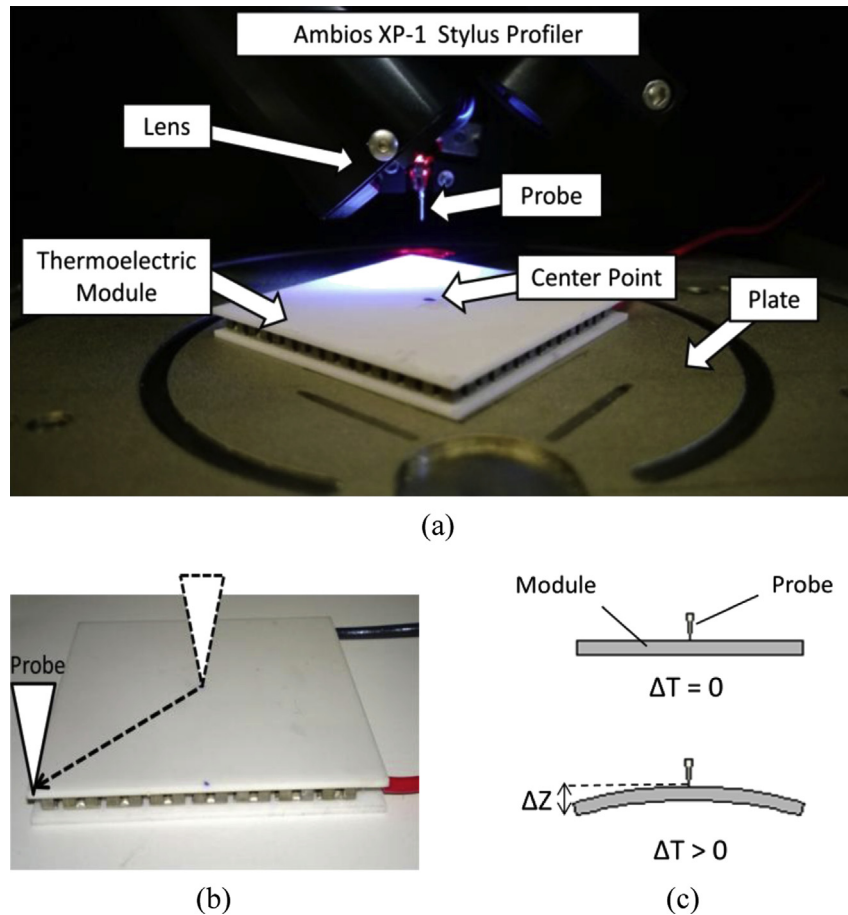 Ambios XP-1 Stylus Profiler
Lens
Probe
Thermoelectric
Module
Center Point
Plate
(a)
Probe
(b)
Module
Probe
ΔT = 0
ΔZ
ΔT > 0
(c)